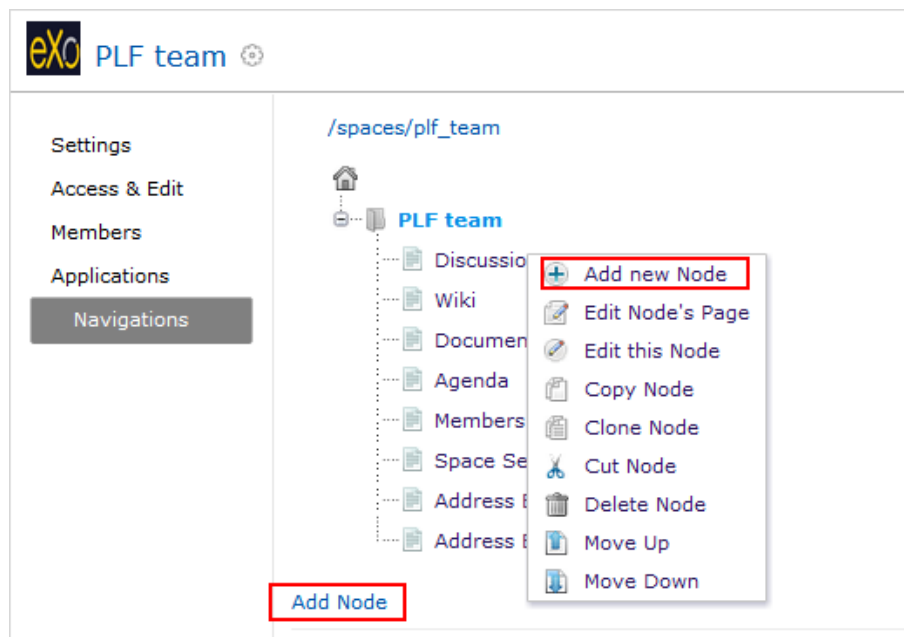 eXo PLF team
Settings
Access & Edit
Members
Applications
Navigations
/spaces/plf_team
PLF team
Discussio
Wiki
Documen
Agenda
Members
Space Se
Address
Address
Add new Node
Edit Node's Page
Edit this Node
Copy Node
Clone Node
Cut Node
Delete Node
Move Up
Move Down
Add Node